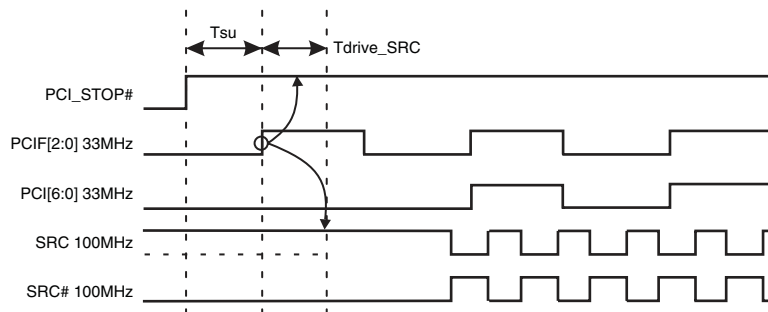 Tsu
Tdrive_SRC
PCI_STOP#
PCIF[2:0] 33MHz
PCI[6:0] 33MHz
SRC 100MHz
SRC# 100MHz